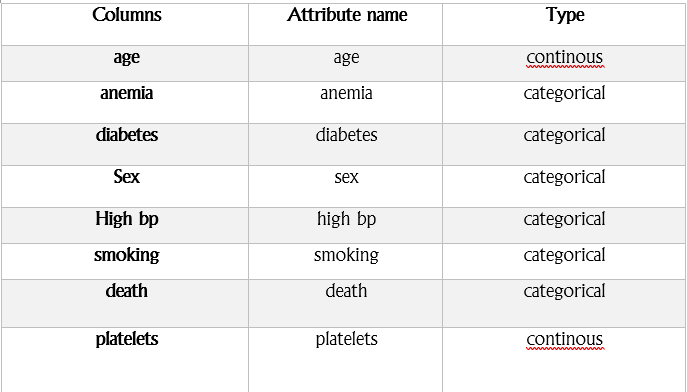 Columns Attribute name Type
age age continous
anemia anemia categorical
diabetes diabetes categorical
Sex sex categorical
High bp high bp categorical
smoking smoking categorical
death death categorical
platelets platelets continous